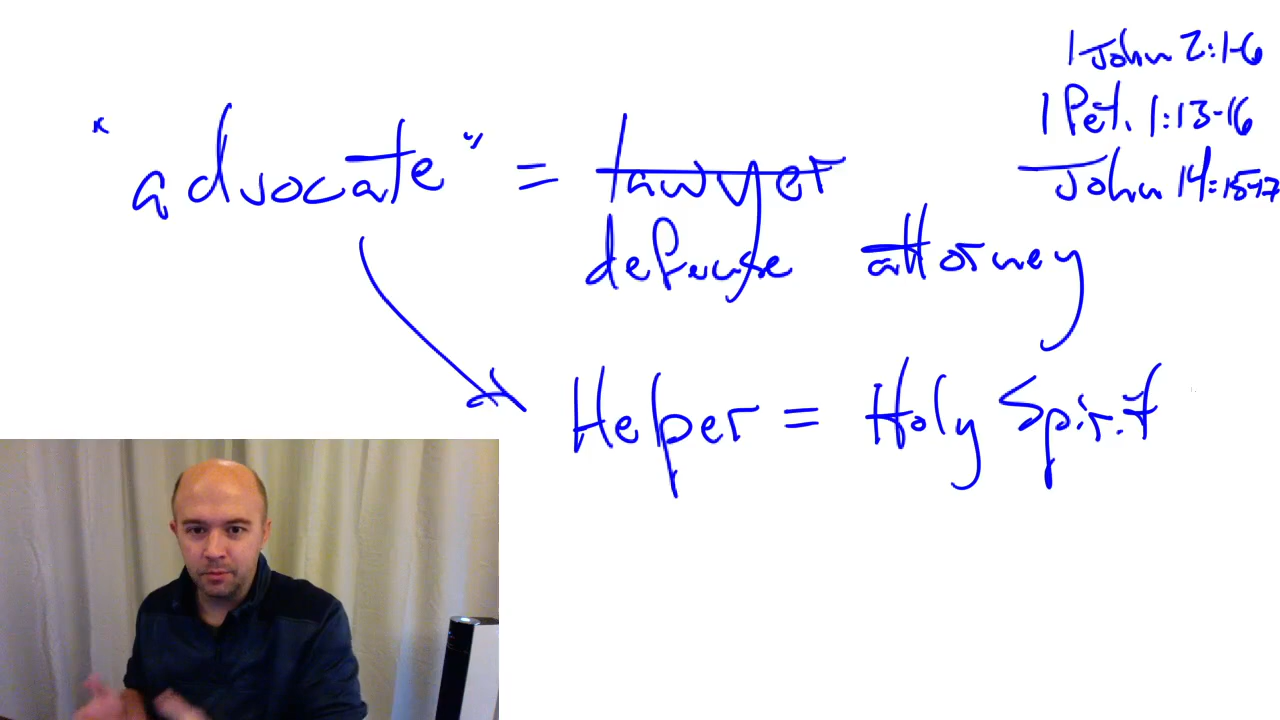 "advocate" = lawyer
defense attorney
Helper = Holy Spirit
1 John 2:1-6
1 Pet. 1:13-16
John 14:15-17